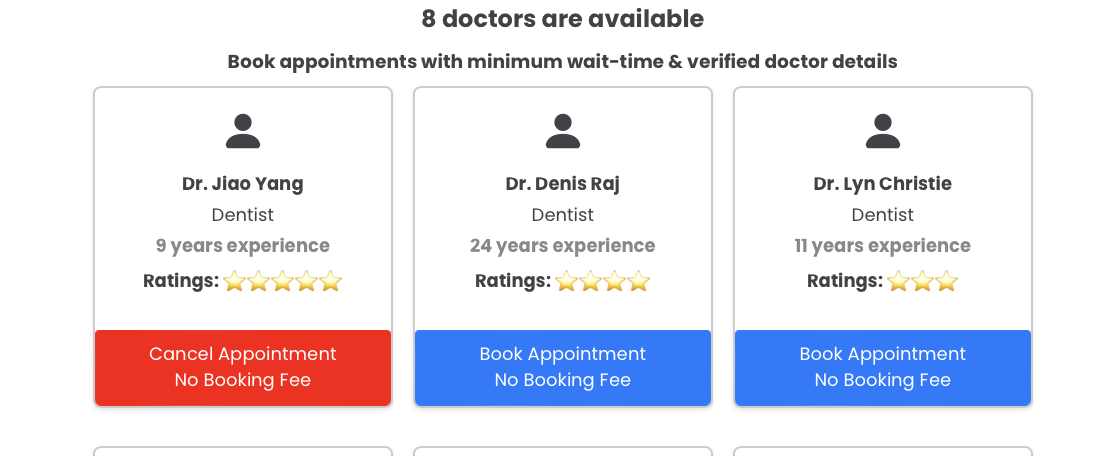 8 doctors are available
Book appointments with minimum wait-time & verified doctor details
Dr. Jiao Yang
Dentist
9 years experience
Ratings: ⭐⭐⭐⭐⭐
Cancel Appointment
No Booking Fee
Dr. Denis Raj
Dentist
24 years experience
Ratings: ⭐⭐⭐⭐
Book Appointment
No Booking Fee
Dr. Lyn Christie
Dentist
11 years experience
Ratings: ⭐⭐⭐
Book Appointment
No Booking Fee